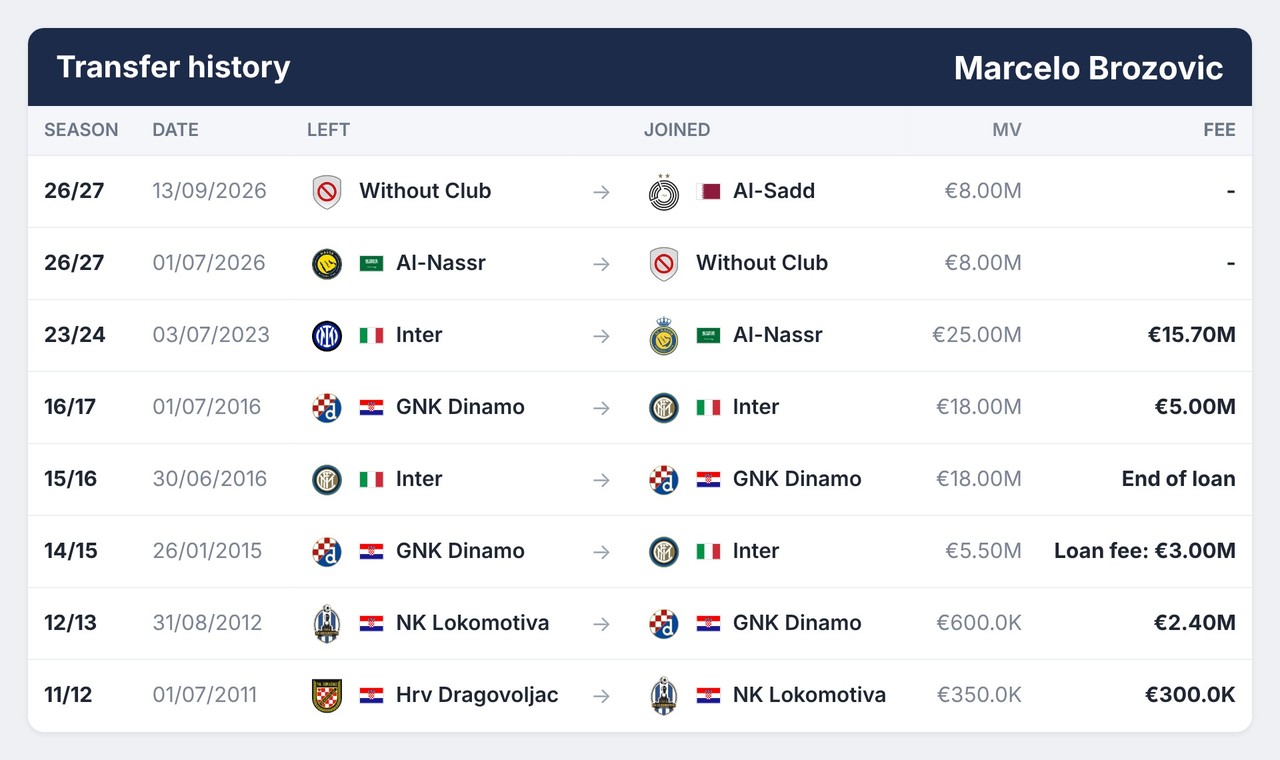 Transfer history Marcelo Brozovic
SEASON DATE LEFT JOINED MV FEE
26/27 13/09/2026 Without Club → Al-Sadd €8.00M -
26/27 01/07/2026 Al-Nassr → Without Club €8.00M -
23/24 03/07/2023 Inter → Al-Nassr €25.00M €15.70M
16/17 01/07/2016 GNK Dinamo → Inter €18.00M €5.00M
15/16 30/06/2016 Inter → GNK Dinamo €18.00M End of loan
14/15 26/01/2015 GNK Dinamo → Inter €5.50M Loan fee: €3.00M
12/13 31/08/2012 NK Lokomotiva → GNK Dinamo €600.0K €2.40M
11/12 01/07/2011 Hrv Dragovoljac → NK Lokomotiva €350.0K €300.0K